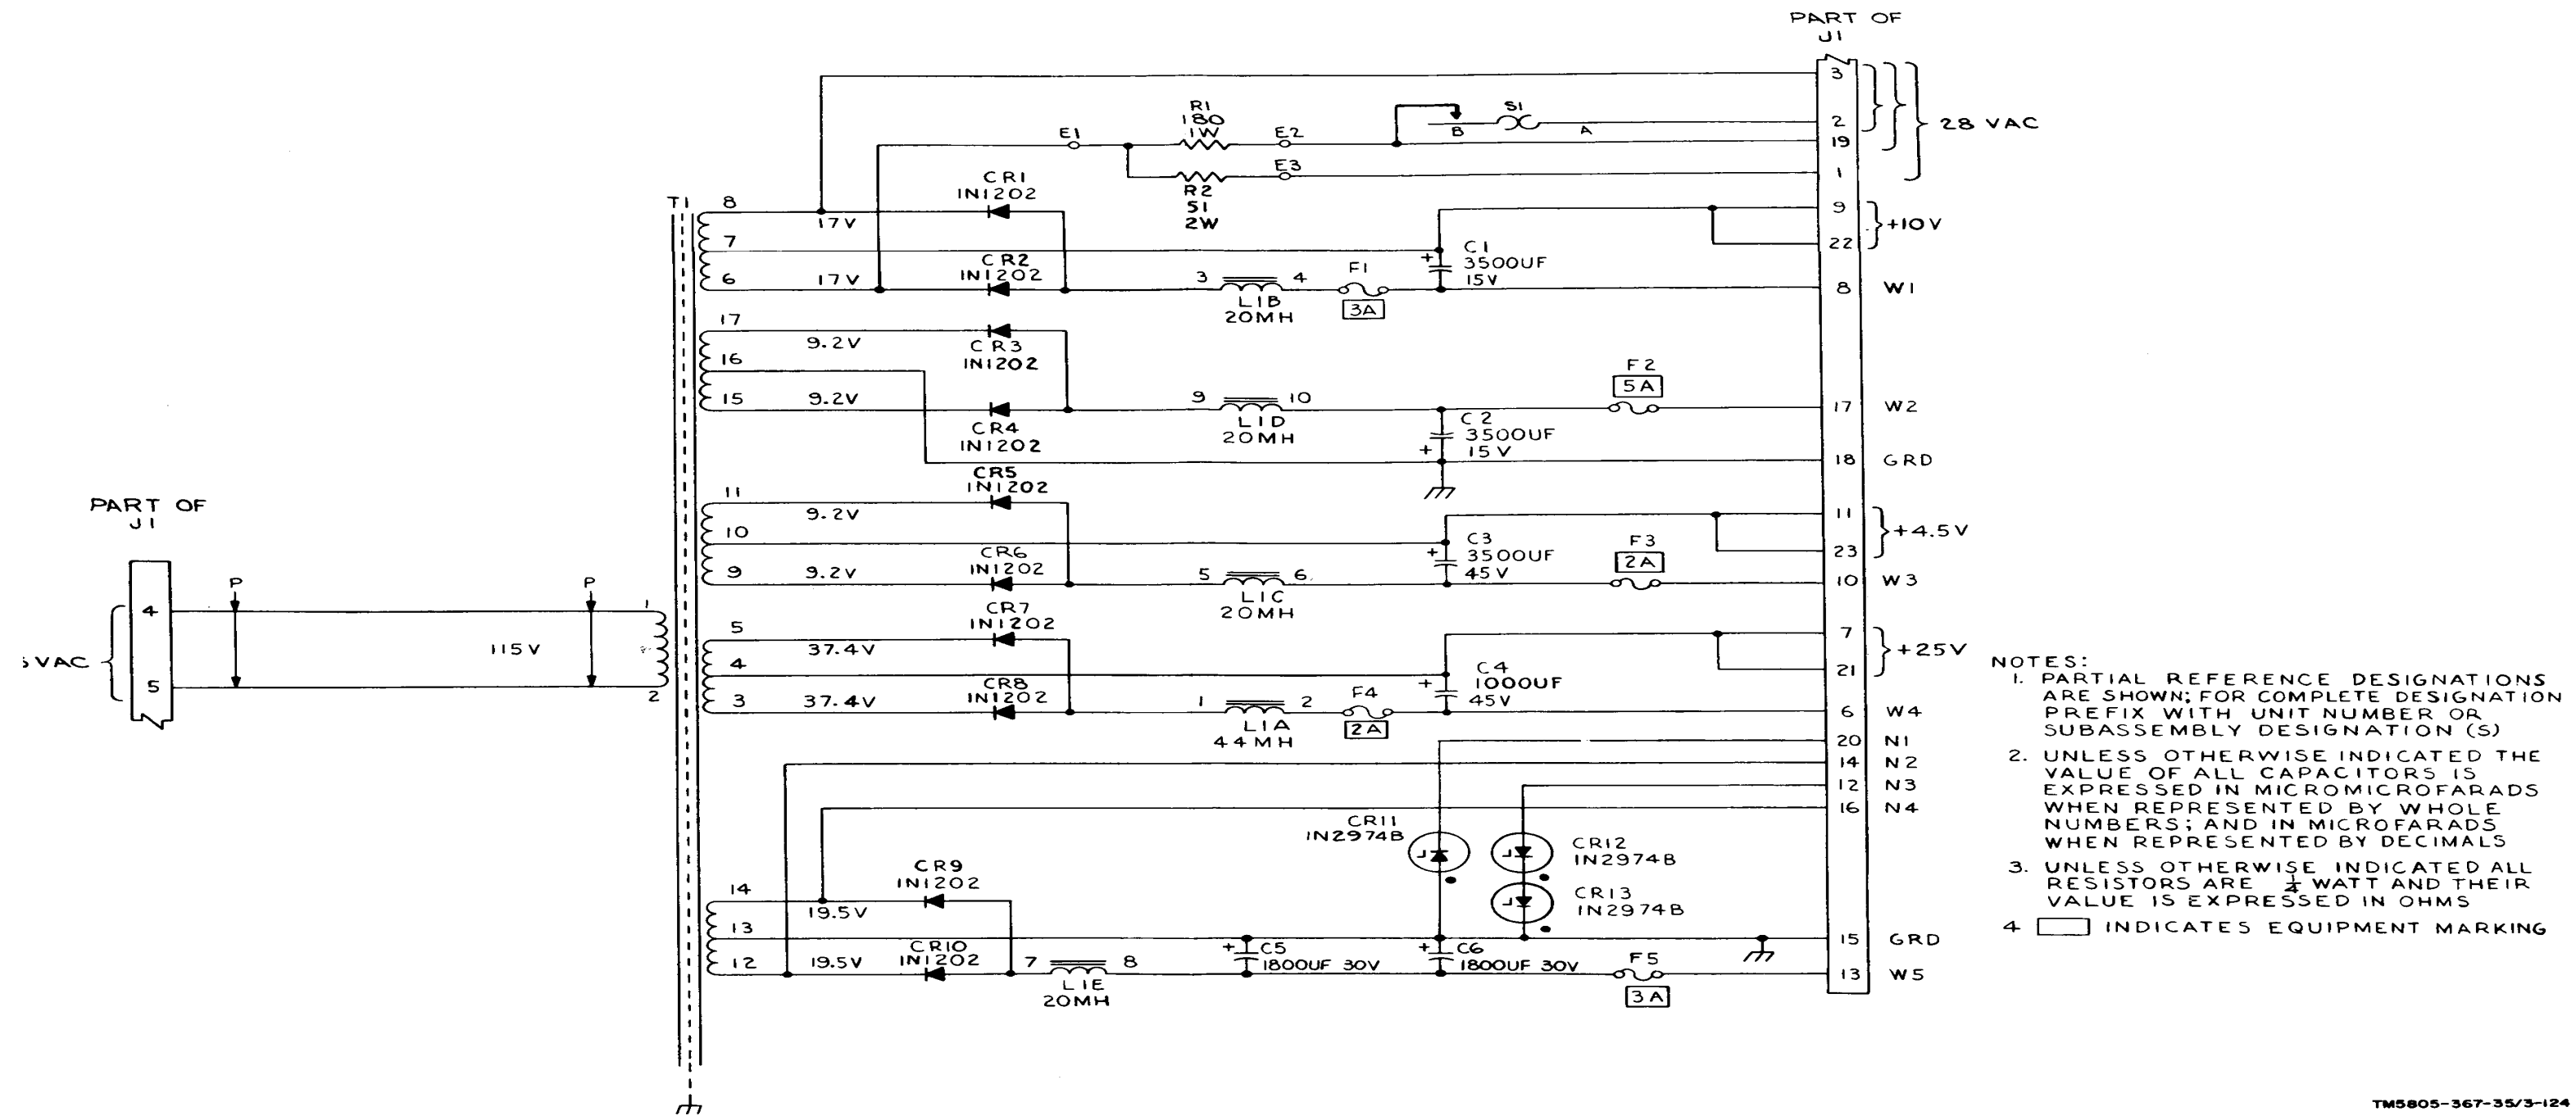 PART OF
J1
3
2
19
1
28 VAC
R1
180
1W
E1
E2
E3
R2
51
2W
B
S1
A
CR1
1N1202
T1
8
17V
7
CR2
1N1202
6
17V
3
4
L1B
20MH
F1
3A
C1
+
3500UF
15V
9
22
+10V
8
W1
17
9.2V
CR3
1N1202
16
15
9.2V
CR4
1N1202
9
10
L1D
20MH
C2
3500UF
+
15V
F2
5A
17
W2
18
GRD
11
9.2V
CR5
1N1202
10
CR6
1N1202
9
9.2V
5
6
L1C
20MH
C3
+
3500UF
45V
F3
2A
11
23
+4.5V
10
W3
PART OF
J1
4
5
VAC
P
P
115V
1
2
5
37.4V
CR7
1N1202
4
CR8
1N1202
3
37.4V
1
2
L1A
44MH
F4
2A
C4
+
1000UF
45V
7
21
+25V
6
W4
20
N1
14
N2
12
N3
16
N4
CR11
1N2974B
CR12
1N2974B
CR13
1N2974B
14
19.5V
CR9
1N1202
13
CR10
1N1202
12
19.5V
7
8
L1E
20MH
+
C5
1800UF 30V
+
C6
1800UF 30V
F5
3A
15
GRD
13
W5
NOTES:
1. PARTIAL REFERENCE DESIGNATIONS
ARE SHOWN; FOR COMPLETE DESIGNATION
PREFIX WITH UNIT NUMBER OR
SUBASSEMBLY DESIGNATION (S)
2. UNLESS OTHERWISE INDICATED THE
VALUE OF ALL CAPACITORS IS
EXPRESSED IN MICROMICROFARADS
WHEN REPRESENTED BY WHOLE
NUMBERS; AND IN MICROFARADS
WHEN REPRESENTED BY DECIMALS
3. UNLESS OTHERWISE INDICATED ALL
RESISTORS ARE ¼ WATT AND THEIR
VALUE IS EXPRESSED IN OHMS
4 INDICATES EQUIPMENT MARKING
TM5805-367-35/3-124